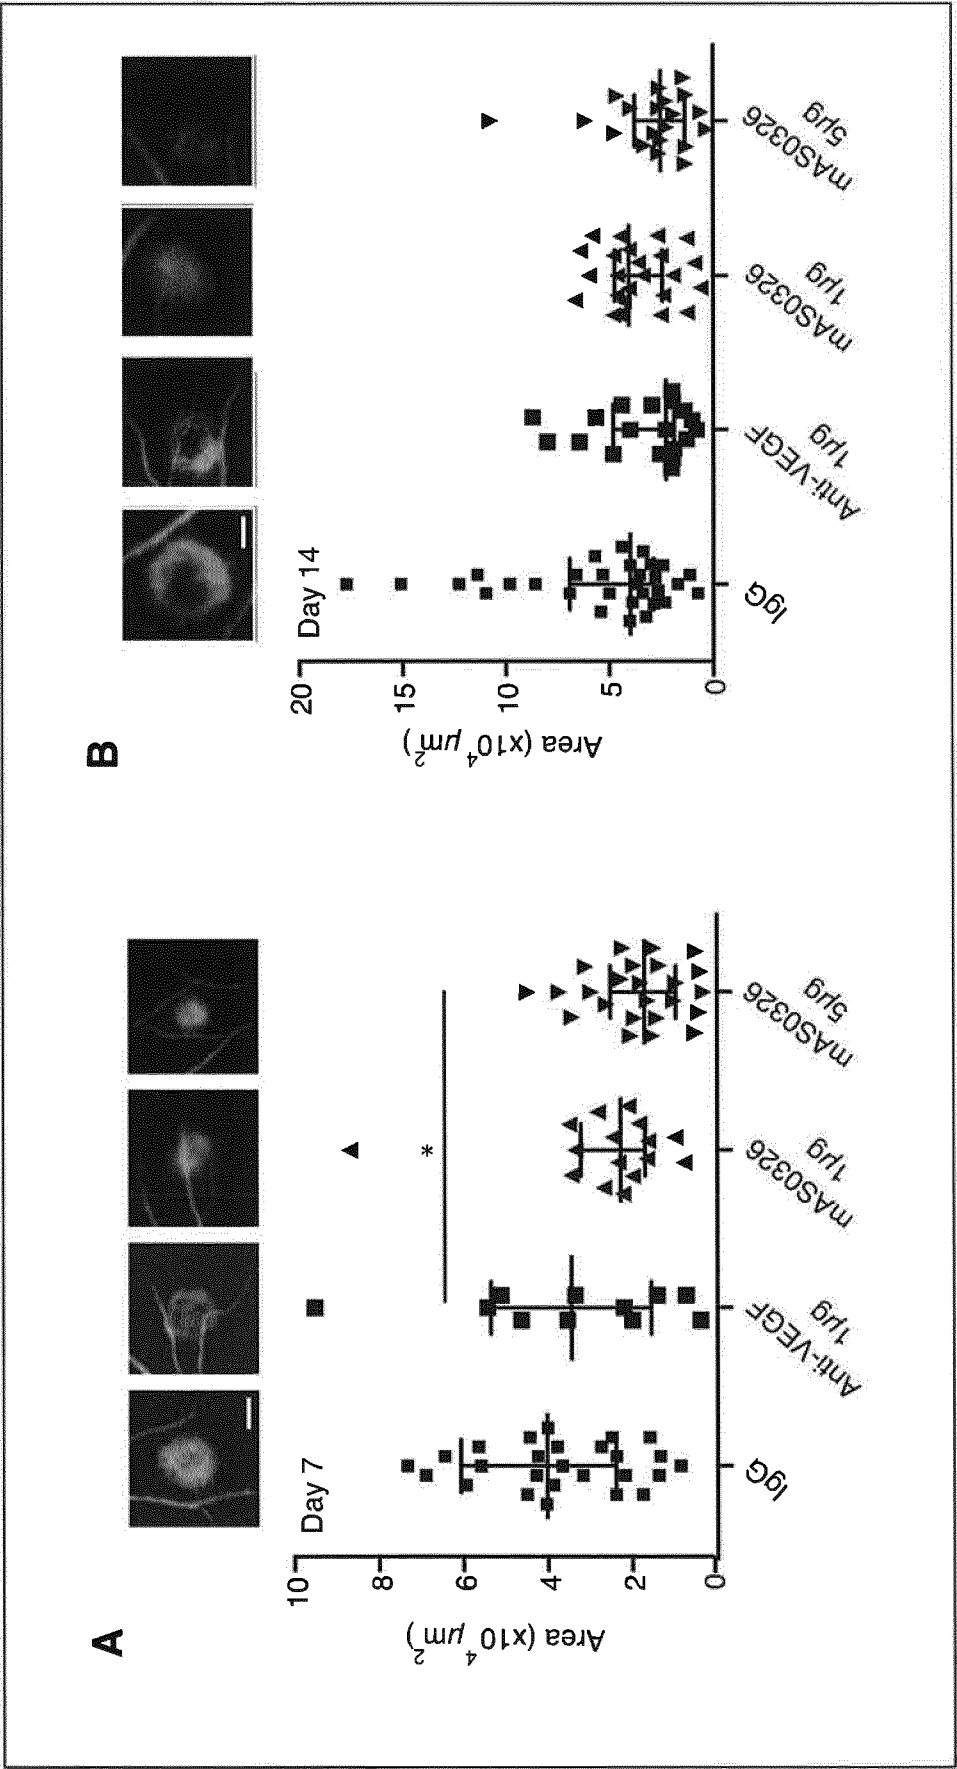 A
Day 7
Area (x10⁴ µm²)
10
8
6
4
2
0
*
IgG
Anti-VEGF
1µg
mAS0326
1µg
mAS0326
5µg
B
Day 14
Area (x10⁴ µm²)
20
15
10
5
0
IgG
Anti-VEGF
1µg
mAS0326
1µg
mAS0326
5µg